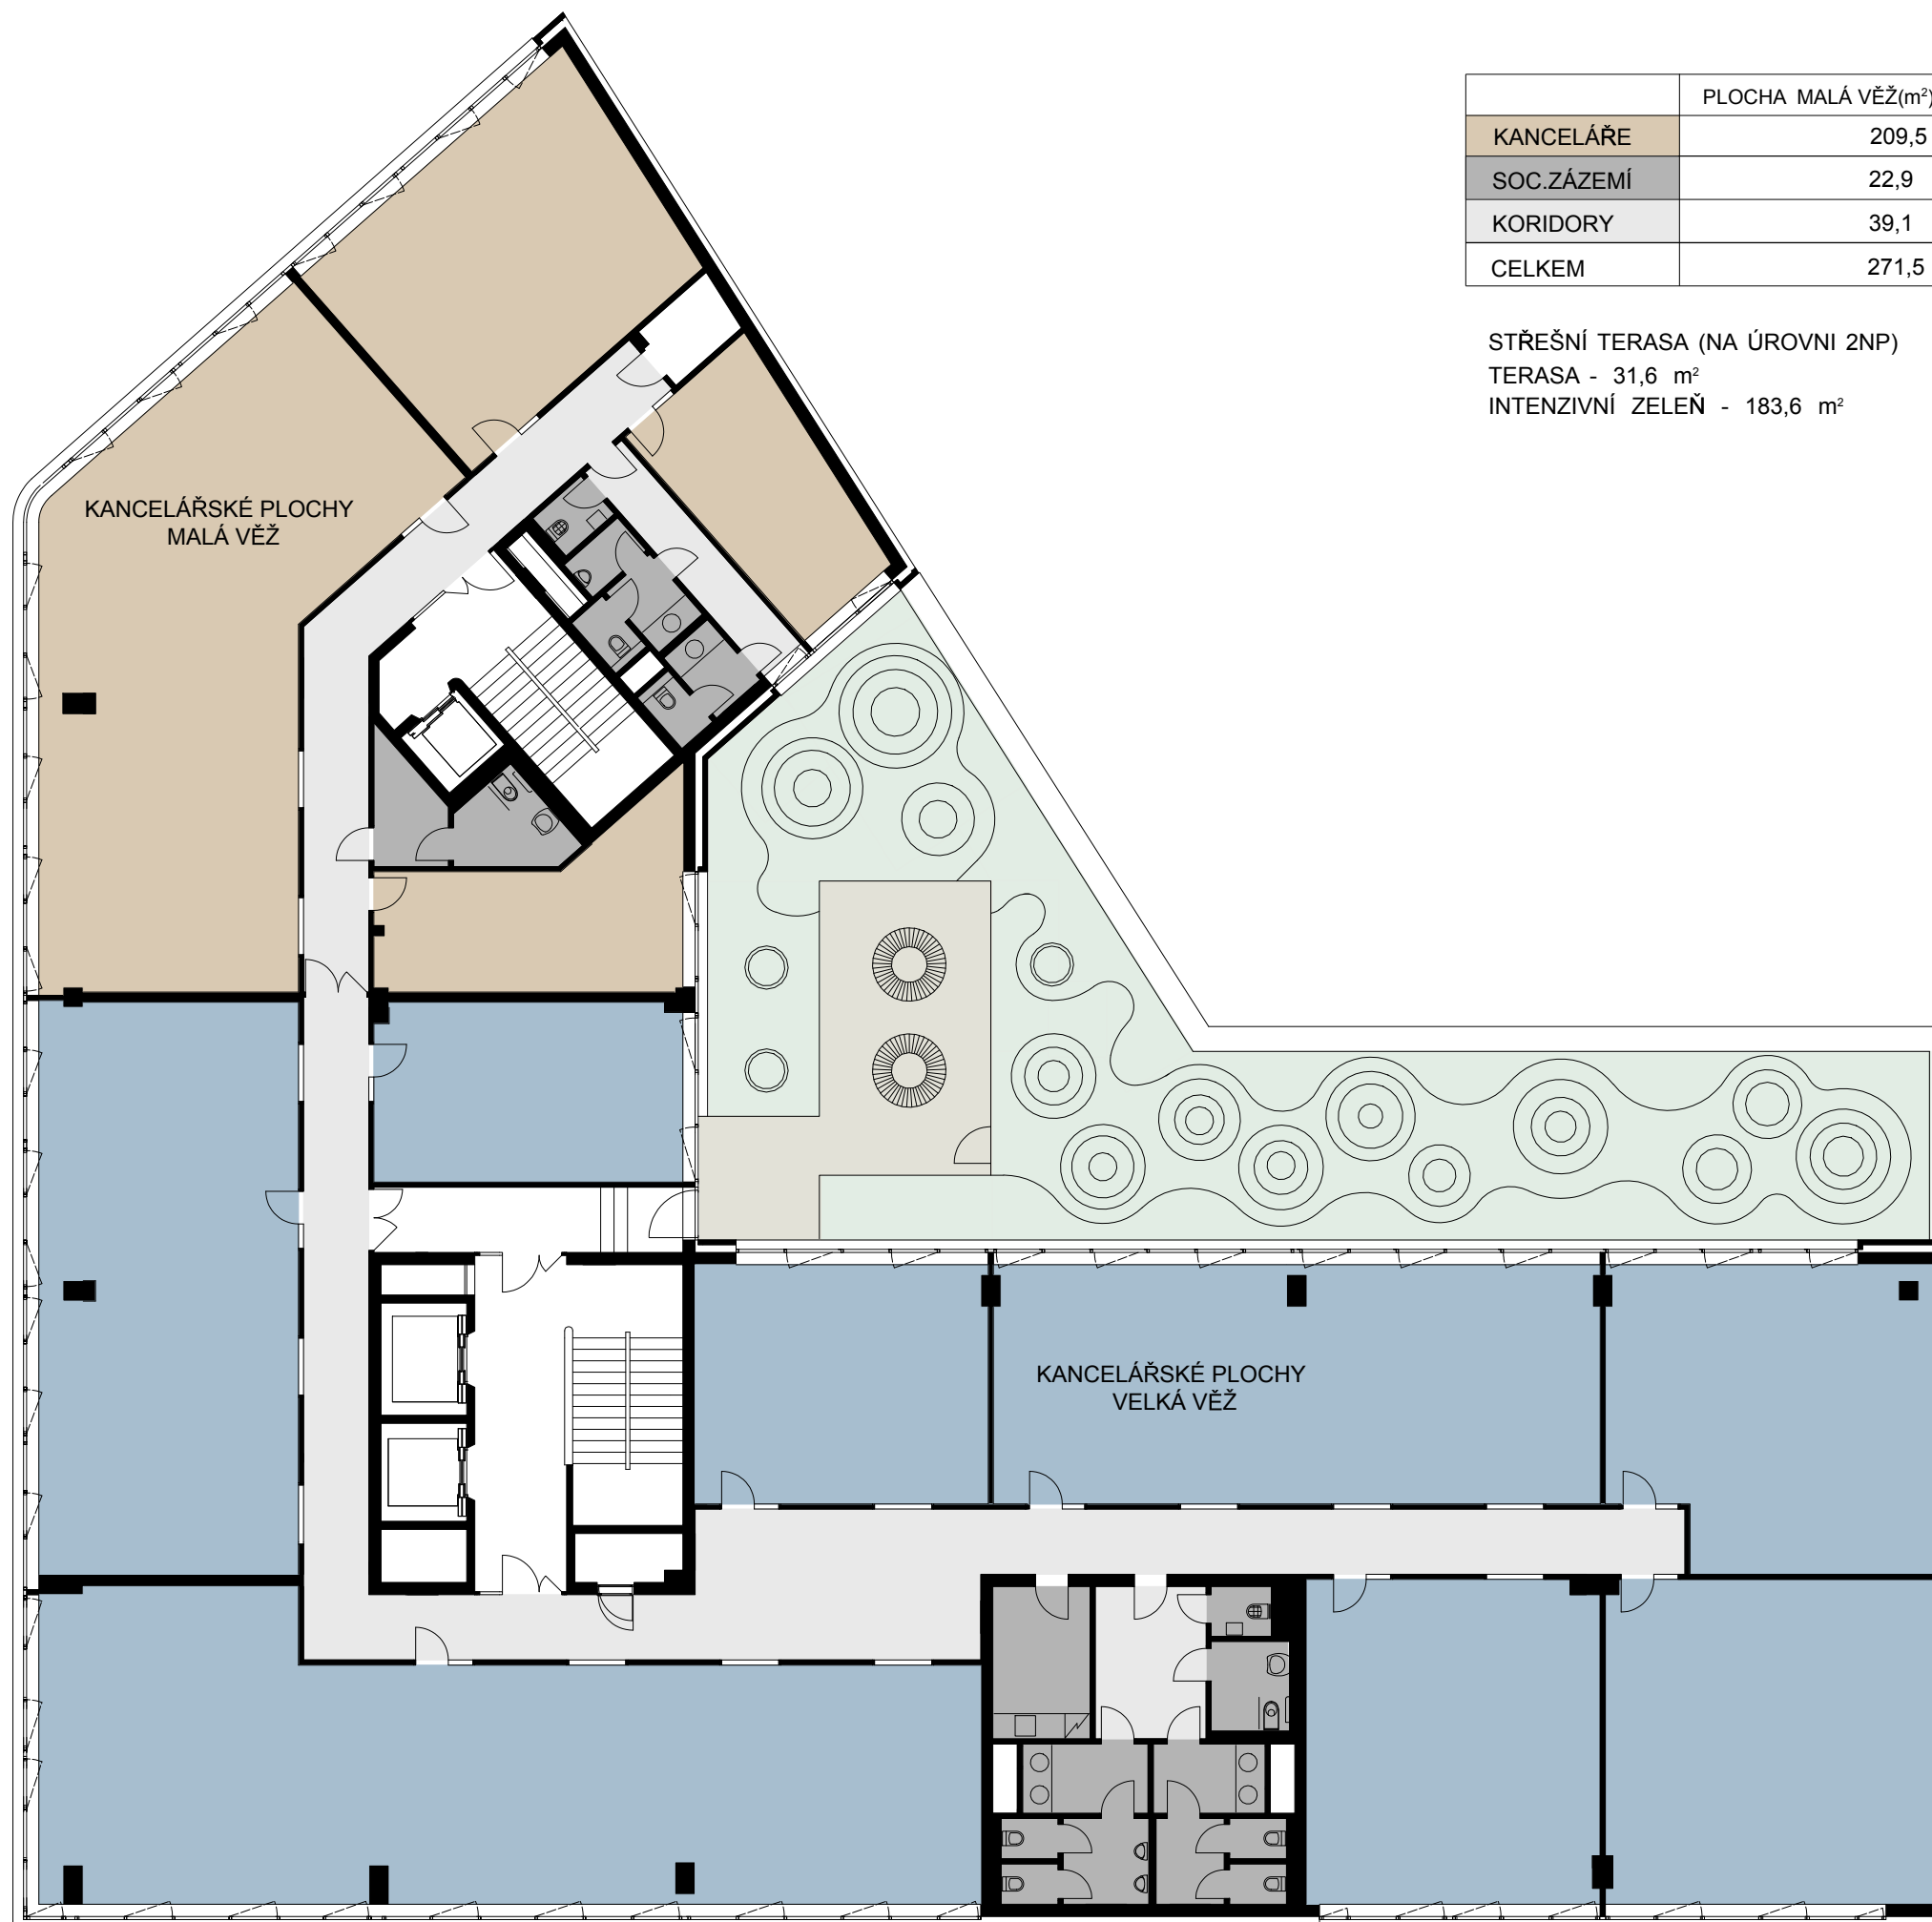 PLOCHA MALÁ VĚŽ(m²)
KANCELÁŘE 209,5
SOC.ZÁZEMÍ 22,9
KORIDORY 39,1
CELKEM 271,5
STŘEŠNÍ TERASA (NA ÚROVNI 2NP)
TERASA - 31,6 m²
INTENZIVNÍ ZELEŇ - 183,6 m²
KANCELÁŘSKÉ PLOCHY
MALÁ VĚŽ
KANCELÁŘSKÉ PLOCHY
VELKÁ VĚŽ